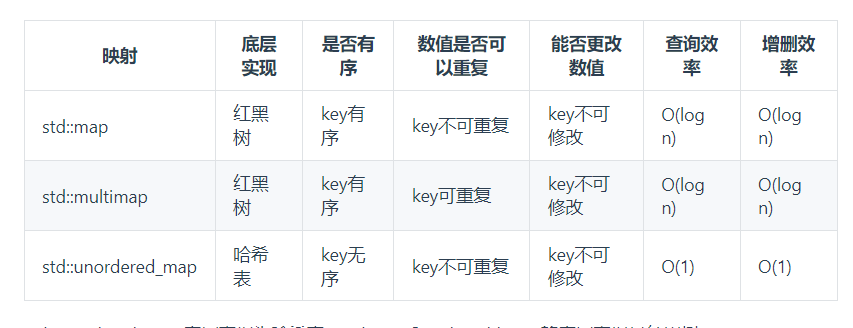 映射 底层实现 是否有序 数值是否可以重复 能否更改数值 查询效率 增删效率
std::map 红黑树 key有序 key不可重复 key不可修改 O(log n) O(log n)
std::multimap 红黑树 key有序 key可重复 key不可修改 O(log n) O(log n)
std::unordered_map 哈希表 key无序 key不可重复 key不可修改 O(1) O(1)